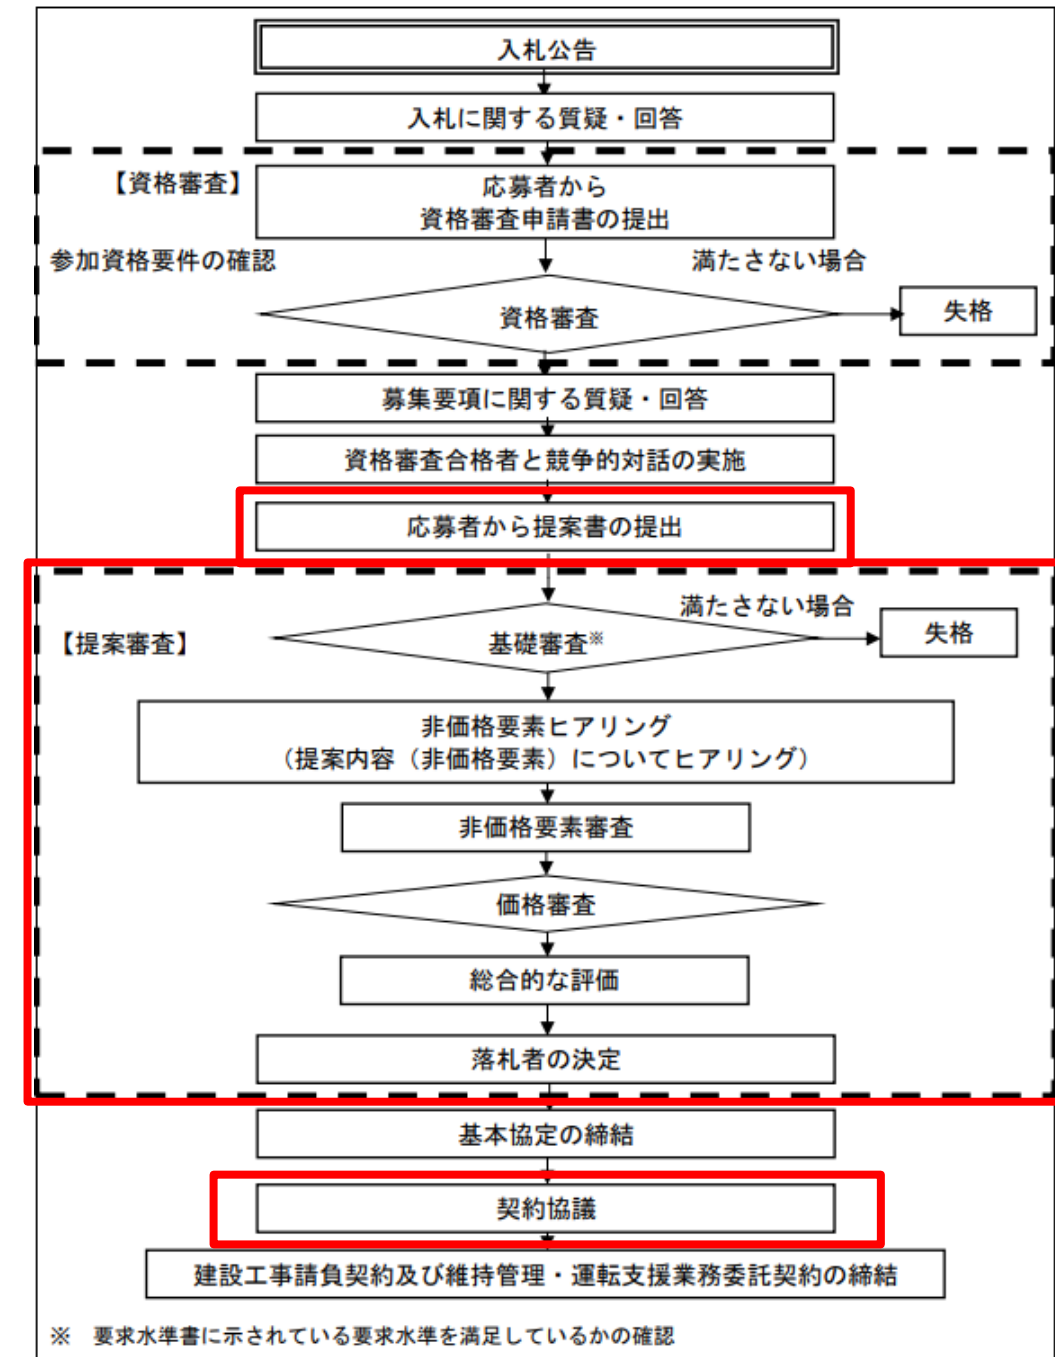 入札公告
入札に関する質疑・回答
【資格審査】
応募者から
資格審査申請書の提出
参加資格要件の確認
満たさない場合
資格審査
失格
募集要項に関する質疑・回答
資格審査合格者と競争的対話の実施
応募者から提案書の提出
満たさない場合
【提案審査】
基礎審査※
失格
非価格要素ヒアリング
（提案内容（非価格要素）についてヒアリング）
非価格要素審査
価格審査
総合的な評価
落札者の決定
基本協定の締結
契約協議
建設工事請負契約及び維持管理・運転支援業務委託契約の締結
※　要求水準書に示されている要求水準を満足しているかの確認